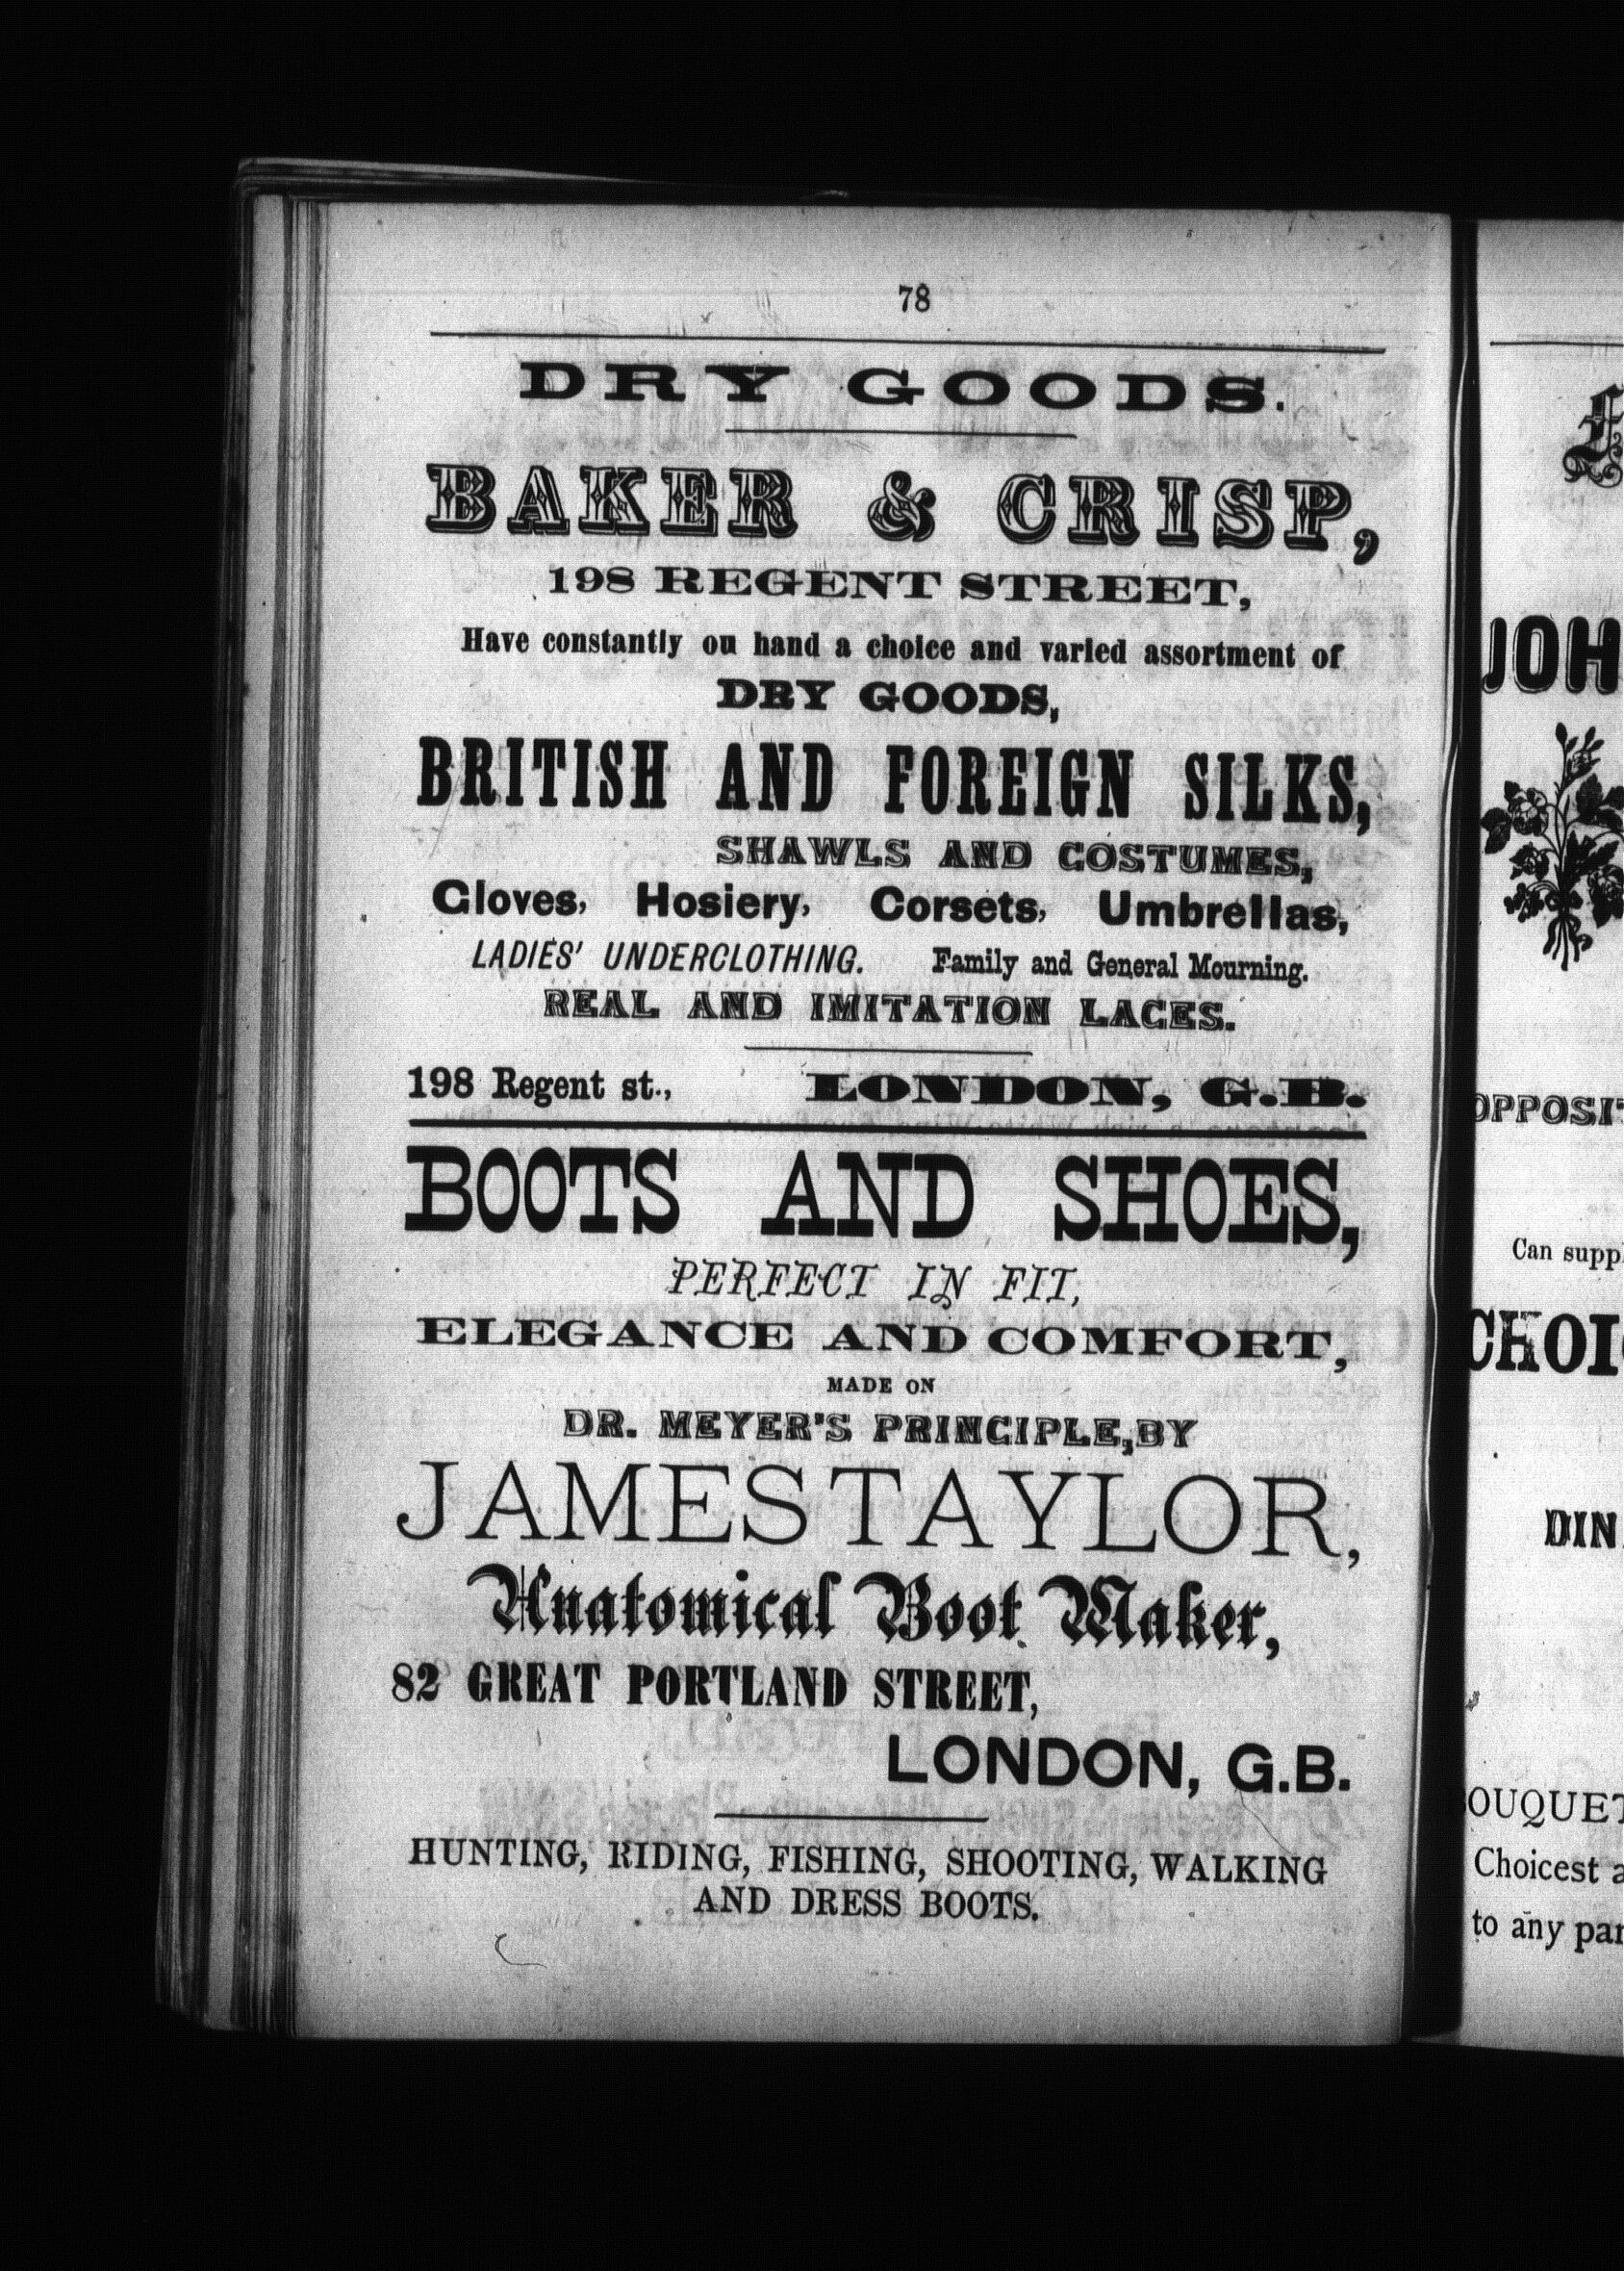 78
DRY GOODS.
BAKER & CRISP,
198 REGENT STREET,
Have constantly on hand a choice and varied assortment of
DRY GOODS,
BRITISH AND FOREIGN SILKS,
SHAWLS AND COSTUMES,
Gloves, Hosiery, Corsets, Umbrellas,
LADIES' UNDERCLOTHING. Family and General Mourning.
REAL AND IMITATION LACES.
198 Regent st., LONDON, G.B.
BOOTS AND SHOES,
PERFECT IN FIT,
ELEGANCE AND COMFORT,
MADE ON
DR. MEYER'S PRINCIPLE, BY
JAMES TAYLOR,
Anatomical Boot Maker,
82 GREAT PORTLAND STREET,
LONDON, G.B.
HUNTING, RIDING, FISHING, SHOOTING, WALKING
AND DRESS BOOTS.
JOH
OPPOSIT
Can suppl
CHOIC
DIN
OUQUET
Choicest a
to any par